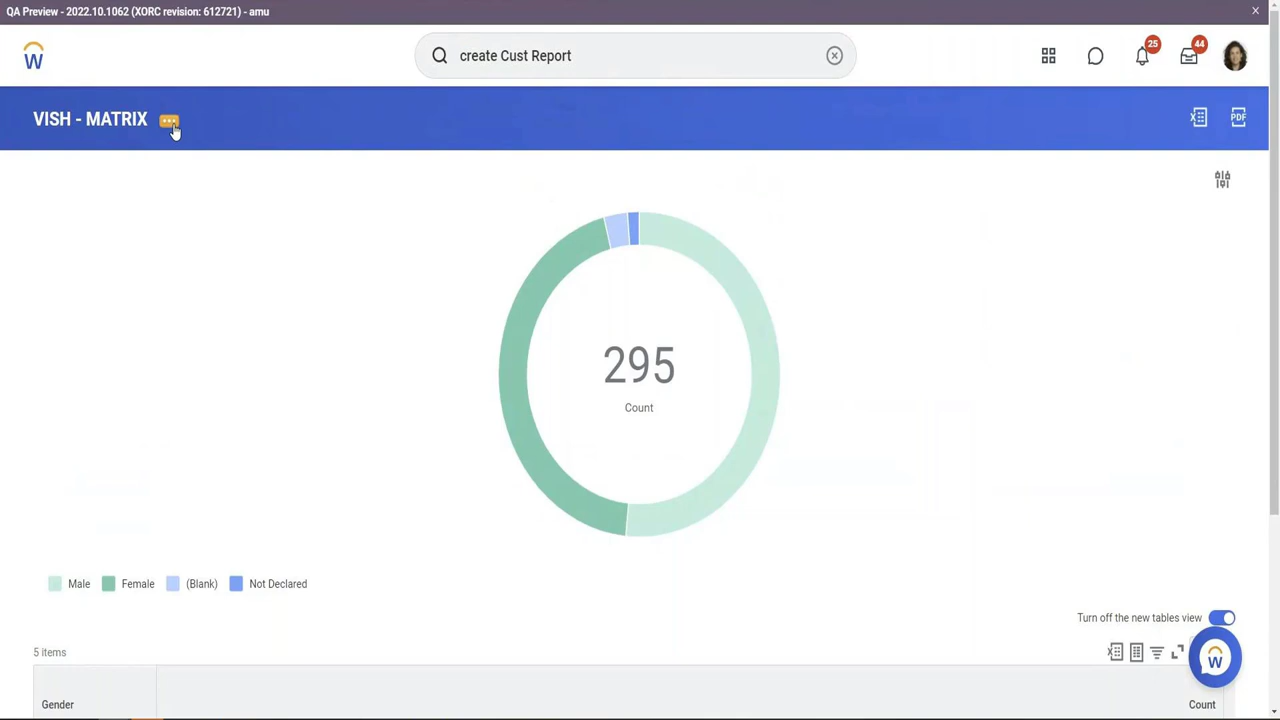 QA Preview - 2022.10.1062 (XORC revision: 612721) - amu
create Cust Report
25
44
VISH - MATRIX
PDF
295
Count
Male
Female
(Blank)
Not Declared
Turn off the new tables view
5 items
Gender
Count